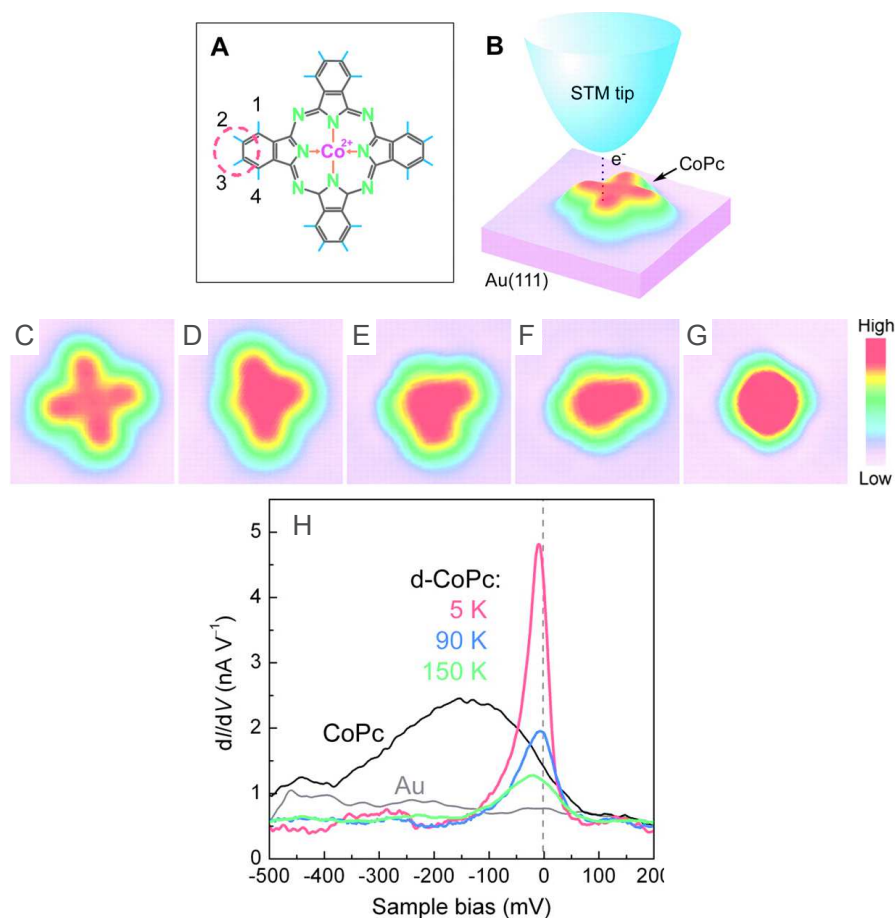 A
1
2
3
4
N
N
N
N
N
Co2+
N
N
N
B
STM tip
e-
CoPc
Au(111)
C
D
E
F
G
High
Low
H
d-CoPc:
5 K
90 K
150 K
CoPc
Au
dI/dV (nA V−1)
5
4
3
2
1
0
-500 -400 -300 -200 -100 0 100 200
Sample bias (mV)